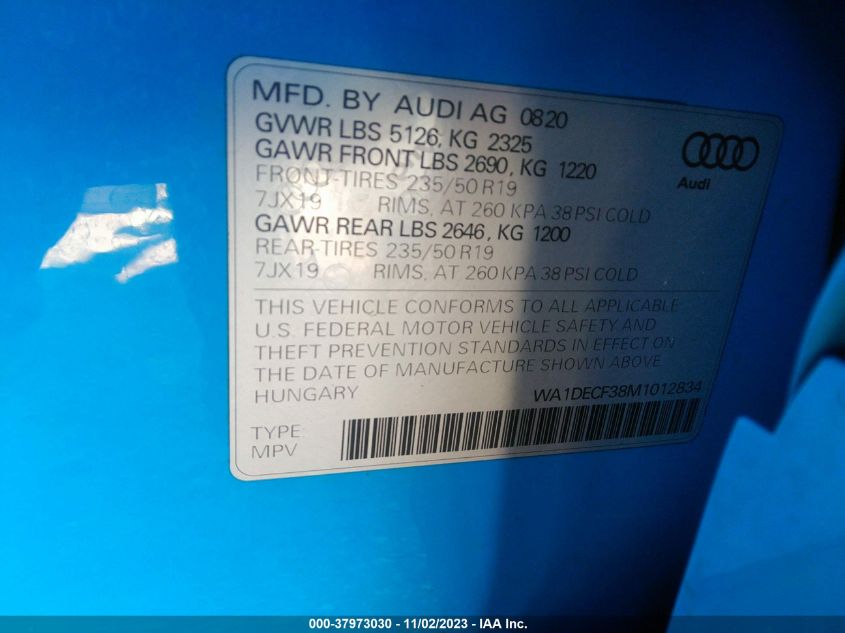 MFD. BY AUDI AG 0820
GVWR LBS 5126, KG 2325
GAWR FRONT LBS 2690, KG 1220
FRONT-TIRES 235/50 R19
7JX19 RIMS, AT 260 KPA 38 PSI COLD
GAWR REAR LBS 2646, KG 1200
REAR-TIRES 235/50 R19
7JX19 RIMS, AT 260 KPA 38 PSI COLD
Audi
THIS VEHICLE CONFORMS TO ALL APPLICABLE
U.S. FEDERAL MOTOR VEHICLE SAFETY AND
THEFT PREVENTION STANDARDS IN EFFECT ON
THE DATE OF MANUFACTURE SHOWN ABOVE
HUNGARY WA1DECF38M1012834
TYPE:
MPV
000-37973030 - 11/02/2023 - IAA Inc.